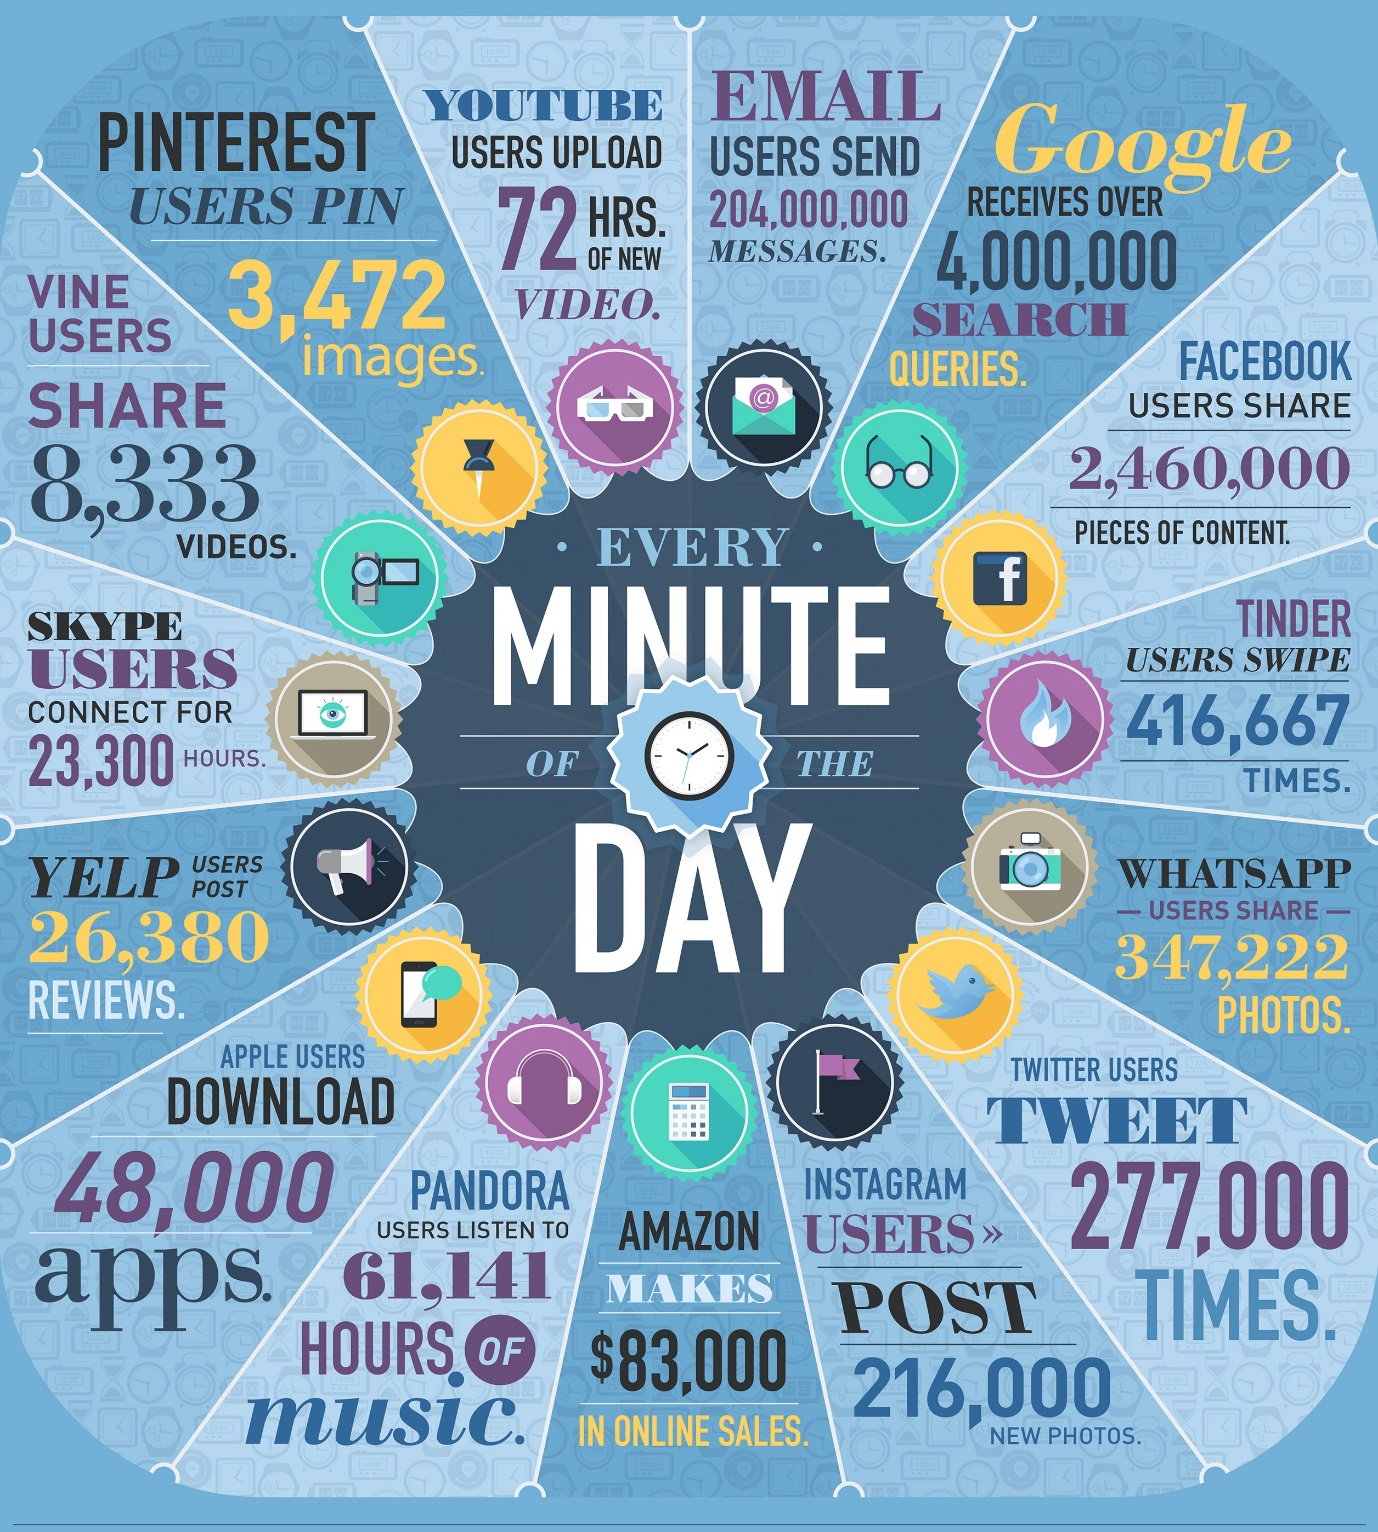 EVERY
MINUTE
OF THE
DAY
YOUTUBE
USERS UPLOAD
72 HRS.
OF NEW
VIDEO.
EMAIL
USERS SEND
204,000,000
MESSAGES.
@
Google
RECEIVES OVER
4,000,000
SEARCH
QUERIES.
FACEBOOK
USERS SHARE
2,460,000
PIECES OF CONTENT.
f
TINDER
USERS SWIPE
416,667
TIMES.
WHATSAPP
— USERS SHARE —
347,222
PHOTOS.
TWITTER USERS
TWEET
277,000
TIMES.
INSTAGRAM
USERS »
POST
216,000
NEW PHOTOS.
AMAZON
MAKES
$83,000
IN ONLINE SALES.
PANDORA
USERS LISTEN TO
61,141
HOURS OF
music.
APPLE USERS
DOWNLOAD
48,000
apps.
YELP USERS
POST
26,380
REVIEWS.
SKYPE
USERS
CONNECT FOR
23,300 HOURS.
VINE
USERS
SHARE
8,333
VIDEOS.
PINTEREST
USERS PIN
3,472
images.